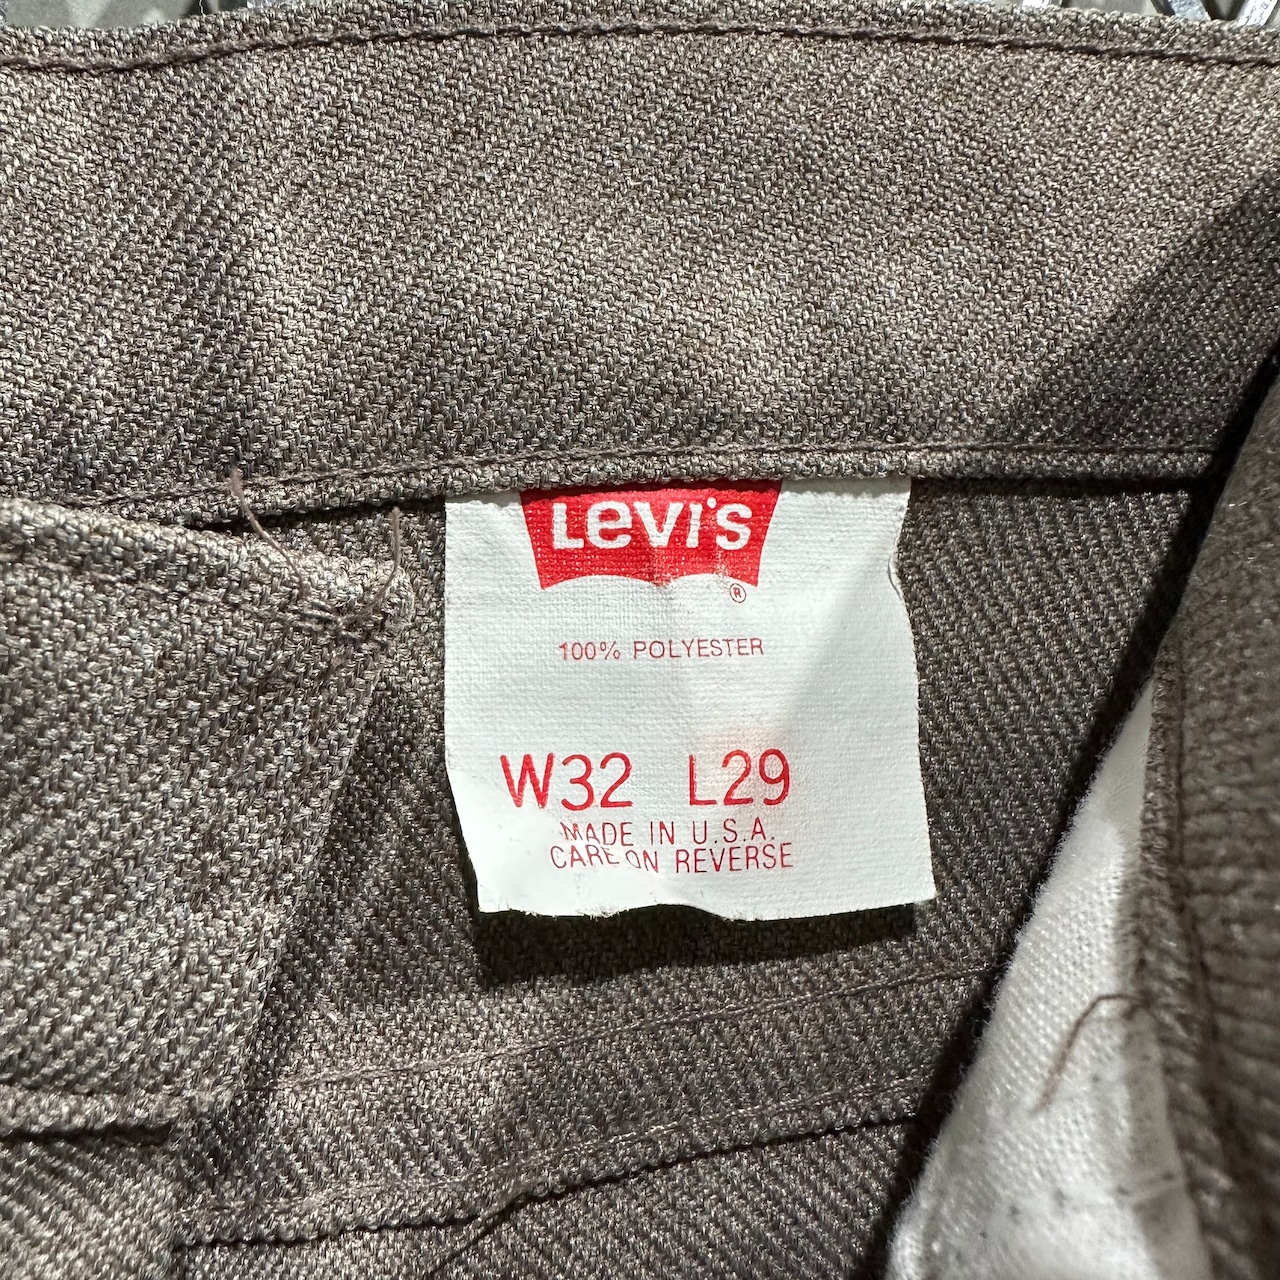 Levi's
®
100% POLYESTER
W32 L29
MADE IN U.S.A.
CARE ON REVERSE